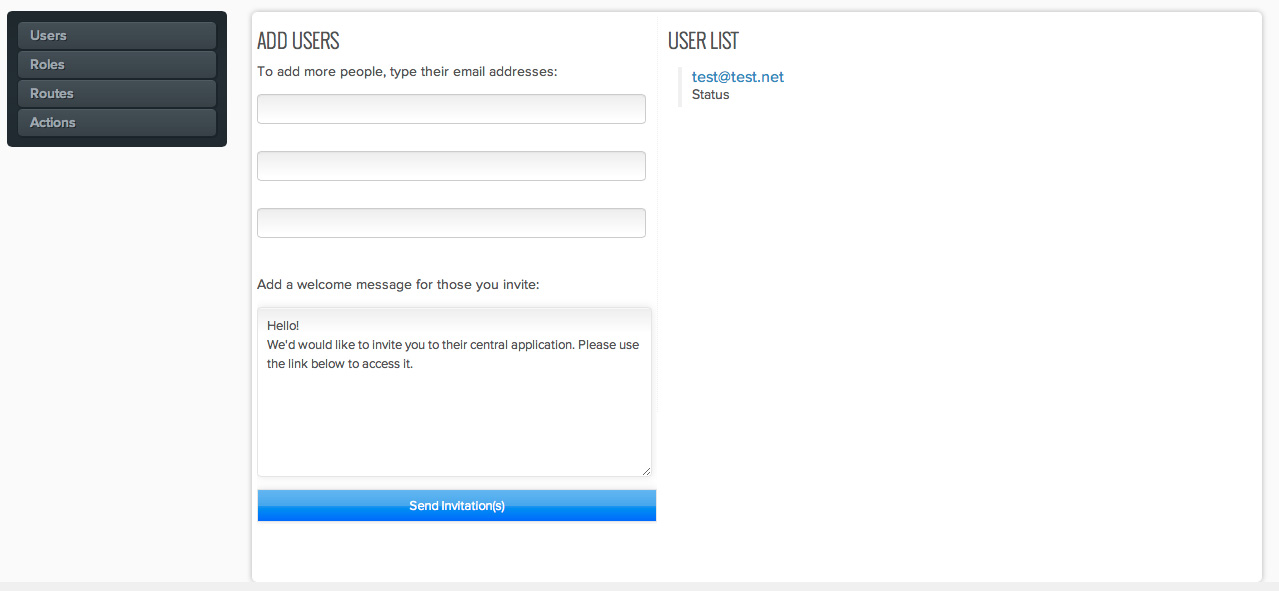 Users
Roles
Routes
Actions
ADD USERS
To add more people, type their email addresses:
Add a welcome message for those you invite:
Hello!
We'd would like to invite you to their central application. Please use
the link below to access it.
Send Invitation(s)
USER LIST
test@test.net
Status